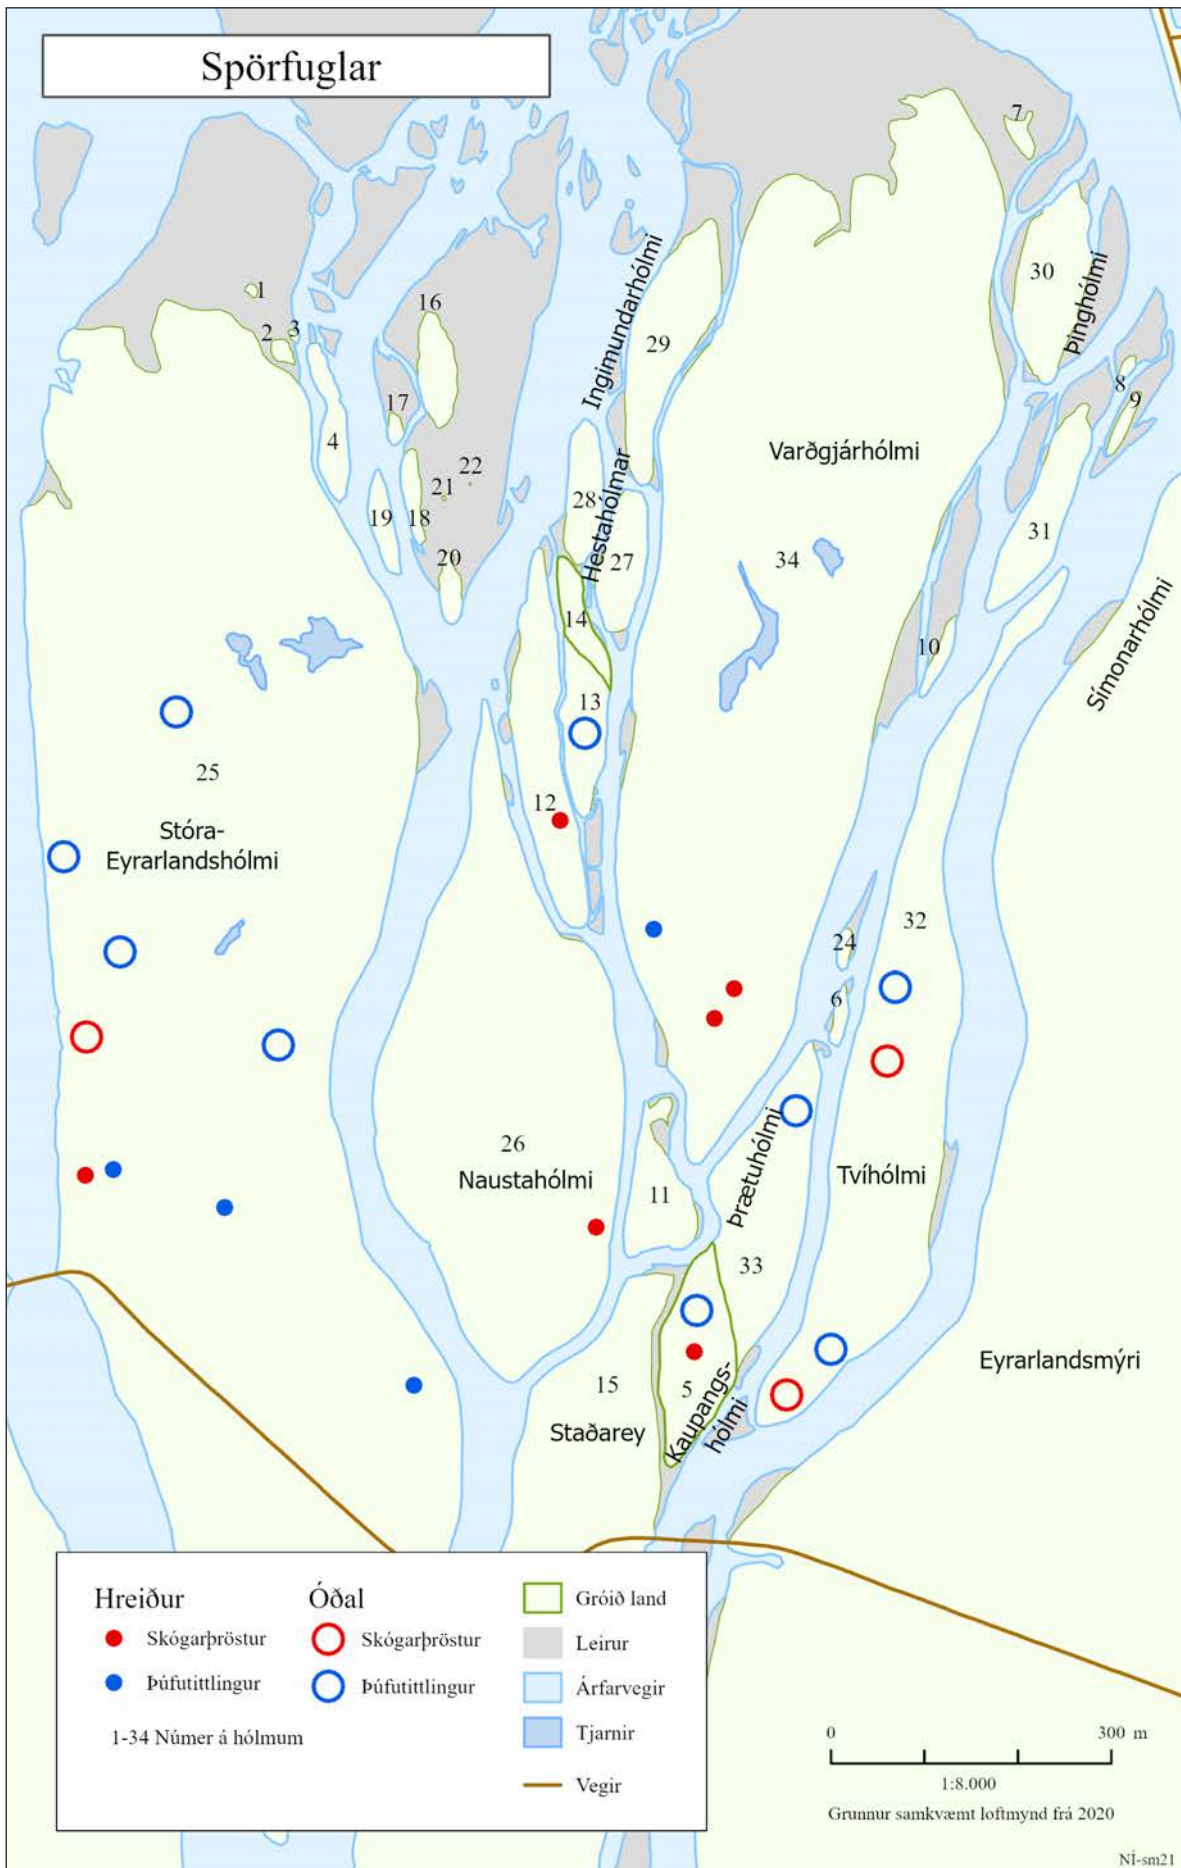 Spörfuglar
7
30
Þinghólmi
1
2
3
16
Ingimundarhólmi
29
8
9
17
4
Varðgjárhólmi
22
21
28
Hestahólmar
19
18
31
20
27
34
14
Símonarhólmi
10
13
25
12
Stóra-
Eyrarlandshólmi
32
24
6
26
Naustahólmi
Þrætuhólmi
Tvíhólmi
11
33
Eyrarlandsmýri
15
5
Kaupangs-
hólmi
Staðarey
Hreiður
Óðal
Gróið land
Skógarþröstur
Skógarþröstur
Leirur
Þúfutittlingur
Þúfutittlingur
Árfarvegir
1-34 Númer á hólmum
Tjarnir
Vegir
0 300 m
1:8.000
Grunnur samkvæmt loftmynd frá 2020
NÍ-sm21